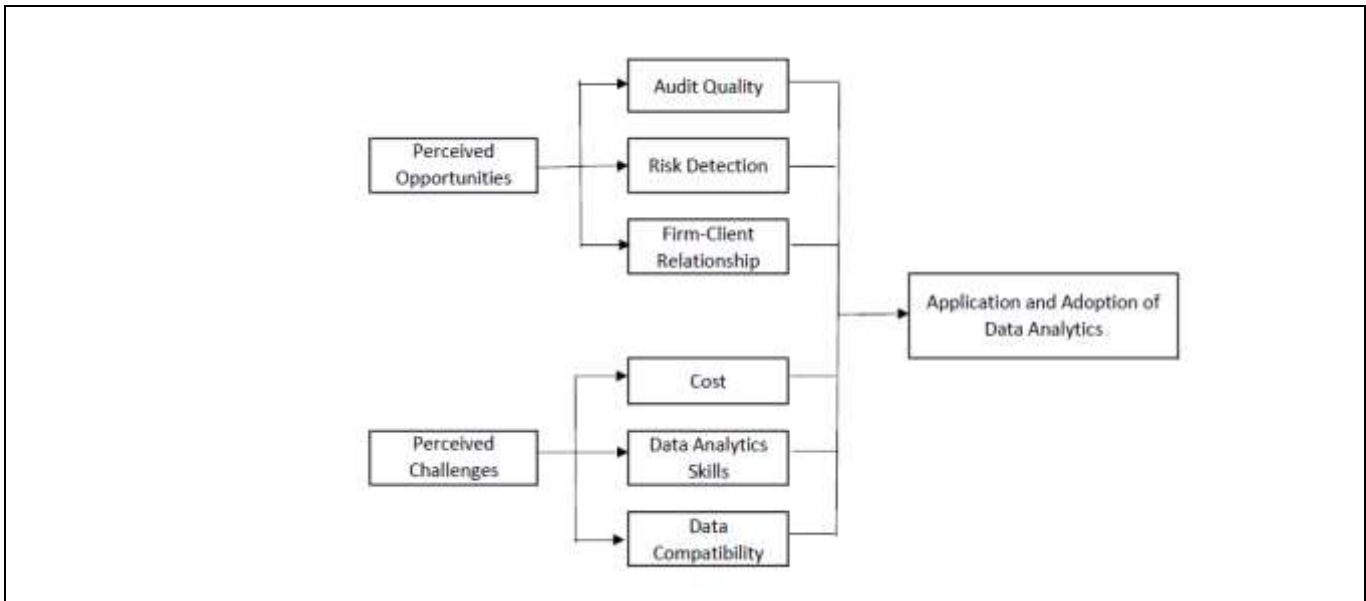 Audit Quality
Perceived
Opportunities
Risk Detection
Firm-Client
Relationship
Application and Adoption of
Data Analytics
Cost
Perceived
Challenges
Data Analytics
Skills
Data
Compatibility